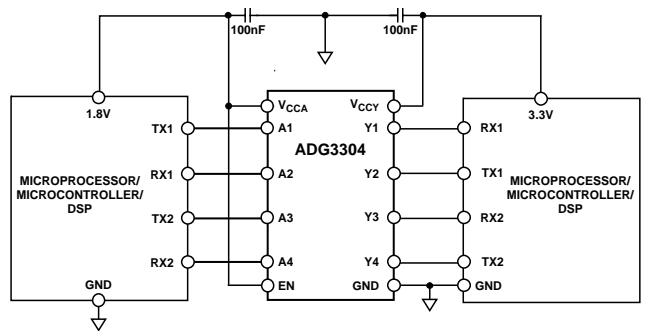 100nF 100nF
1.8V VCCA VCCY 3.3V
TX1 A1 Y1 RX1
ADG3304
MICROPROCESSOR/
MICROCONTROLLER/
DSP
RX1 A2 Y2 TX1
MICROPROCESSOR/
MICROCONTROLLER/
DSP
TX2 A3 Y3 RX2
RX2 A4 Y4 TX2
GND EN GND GND